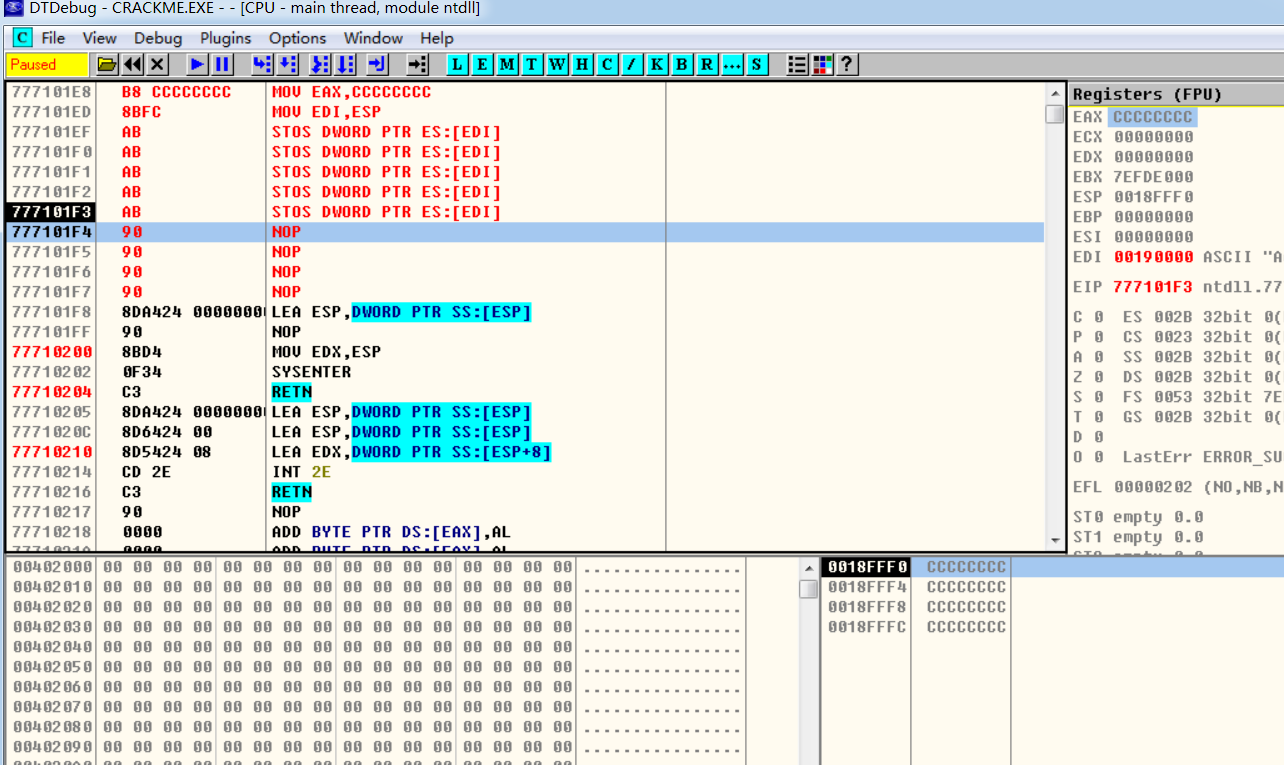 DTDebug - CRACKME.EXE - - [CPU - main thread, module ntdll]
C File View Debug Plugins Options Window Help
Paused L E M T W H C / K B R ... S ?
777101E8 B8 CCCCCCCC MOV EAX,CCCCCCCC
777101ED 8BFC MOV EDI,ESP
777101EF AB STOS DWORD PTR ES:[EDI]
777101F0 AB STOS DWORD PTR ES:[EDI]
777101F1 AB STOS DWORD PTR ES:[EDI]
777101F2 AB STOS DWORD PTR ES:[EDI]
777101F3 AB STOS DWORD PTR ES:[EDI]
777101F4 90 NOP
777101F5 90 NOP
777101F6 90 NOP
777101F7 90 NOP
777101F8 8DA424 0000000 LEA ESP,DWORD PTR SS:[ESP]
777101FF 90 NOP
77710200 8BD4 MOV EDX,ESP
77710202 0F34 SYSENTER
77710204 C3 RETN
77710205 8DA424 0000000 LEA ESP,DWORD PTR SS:[ESP]
7771020C 8D6424 00 LEA ESP,DWORD PTR SS:[ESP]
77710210 8D5424 08 LEA EDX,DWORD PTR SS:[ESP+8]
77710214 CD 2E INT 2E
77710216 C3 RETN
77710217 90 NOP
77710218 0000 ADD BYTE PTR DS:[EAX],AL
7771021A 0000 ADD BYTE PTR DS:[EAX],AL
Registers (FPU)
EAX CCCCCCCC
ECX 00000000
EDX 00000000
EBX 7EFDE000
ESP 0018FFF0
EBP 00000000
ESI 00000000
EDI 00190000 ASCII "A
EIP 777101F3 ntdll.77
C 0 ES 002B 32bit 0(
P 0 CS 0023 32bit 0(
A 0 SS 002B 32bit 0(
Z 0 DS 002B 32bit 0(
S 0 FS 0053 32bit 7E
T 0 GS 002B 32bit 0(
D 0
O 0 LastErr ERROR_SU
EFL 00000202 (NO,NB,N
ST0 empty 0.0
ST1 empty 0.0
00402000 00 00 00 00 00 00 00 00 00 00 00 00 00 00 00 00 ................
00402010 00 00 00 00 00 00 00 00 00 00 00 00 00 00 00 00 ................
00402020 00 00 00 00 00 00 00 00 00 00 00 00 00 00 00 00 ................
00402030 00 00 00 00 00 00 00 00 00 00 00 00 00 00 00 00 ................
00402040 00 00 00 00 00 00 00 00 00 00 00 00 00 00 00 00 ................
00402050 00 00 00 00 00 00 00 00 00 00 00 00 00 00 00 00 ................
00402060 00 00 00 00 00 00 00 00 00 00 00 00 00 00 00 00 ................
00402070 00 00 00 00 00 00 00 00 00 00 00 00 00 00 00 00 ................
00402080 00 00 00 00 00 00 00 00 00 00 00 00 00 00 00 00 ................
00402090 00 00 00 00 00 00 00 00 00 00 00 00 00 00 00 00 ................
0018FFF0 CCCCCCCC
0018FFF4 CCCCCCCC
0018FFF8 CCCCCCCC
0018FFFC CCCCCCCC